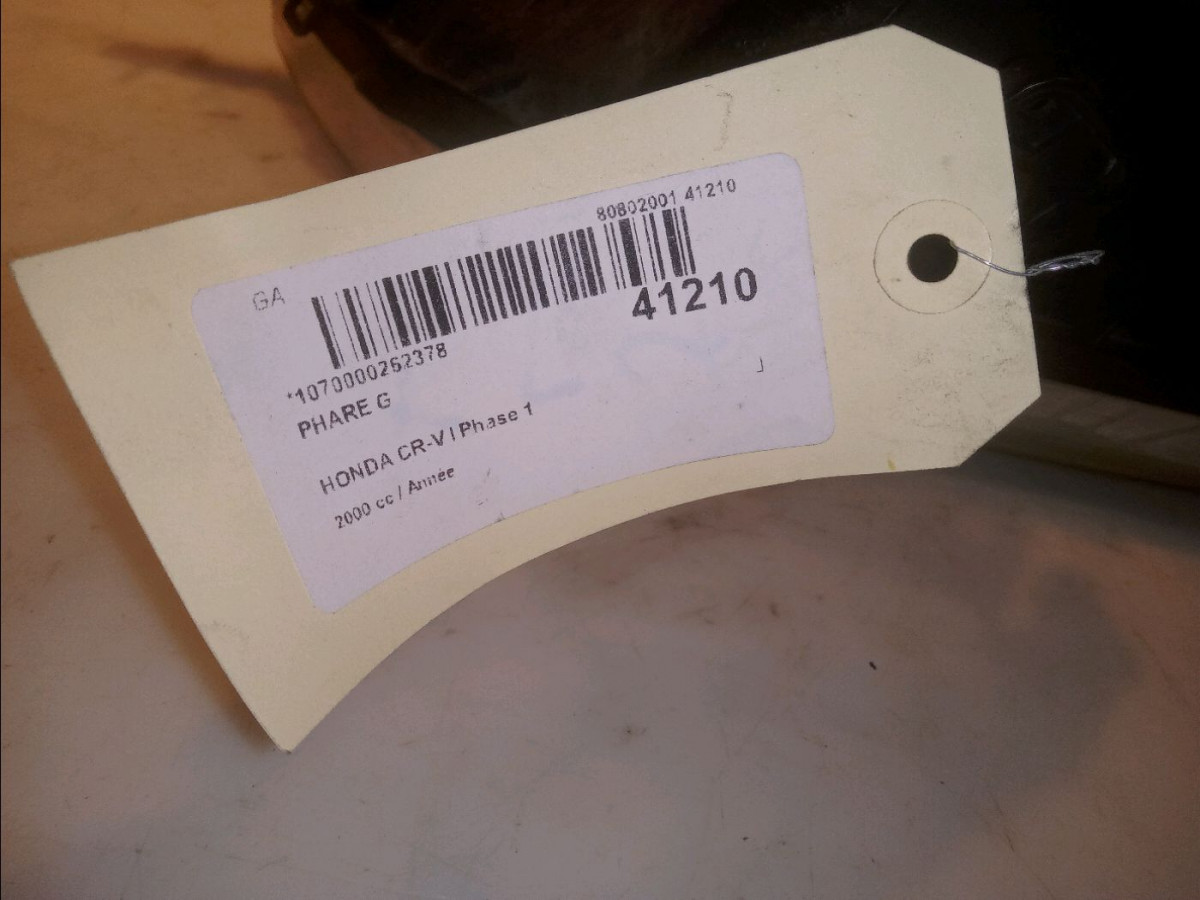 80802001 41210
GA
41210
*1070000262378
PHARE G
HONDA CR-V I Phase 1
2000 cc / Année